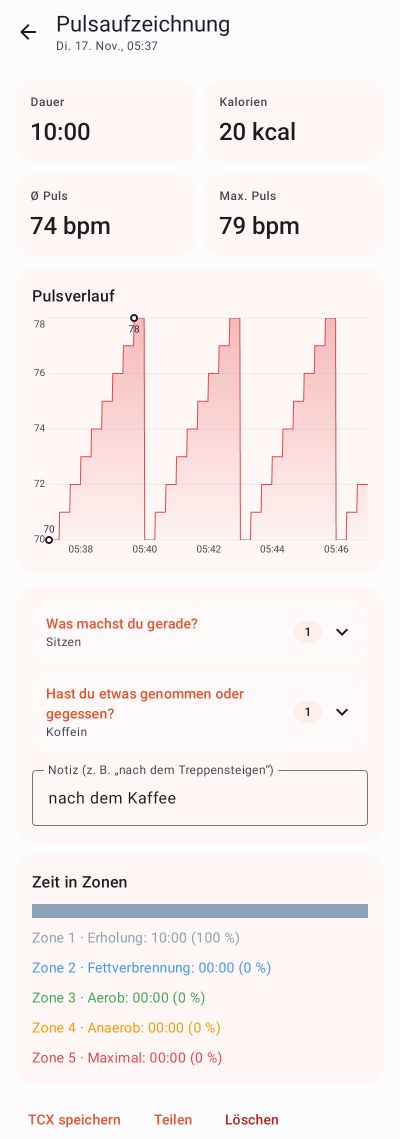 Pulsaufzeichnung
Di. 17. Nov., 05:37
Dauer
10:00
Kalorien
20 kcal
Ø Puls
74 bpm
Max. Puls
79 bpm
Pulsverlauf
78
78
76
74
72
70
70
05:38 05:40 05:42 05:44 05:46
Was machst du gerade?
Sitzen
1
Hast du etwas genommen oder
gegessen?
Koffein
1
Notiz (z. B. „nach dem Treppensteigen“)
nach dem Kaffee
Zeit in Zonen
Zone 1 · Erholung: 10:00 (100 %)
Zone 2 · Fettverbrennung: 00:00 (0 %)
Zone 3 · Aerob: 00:00 (0 %)
Zone 4 · Anaerob: 00:00 (0 %)
Zone 5 · Maximal: 00:00 (0 %)
TCX speichern Teilen Löschen